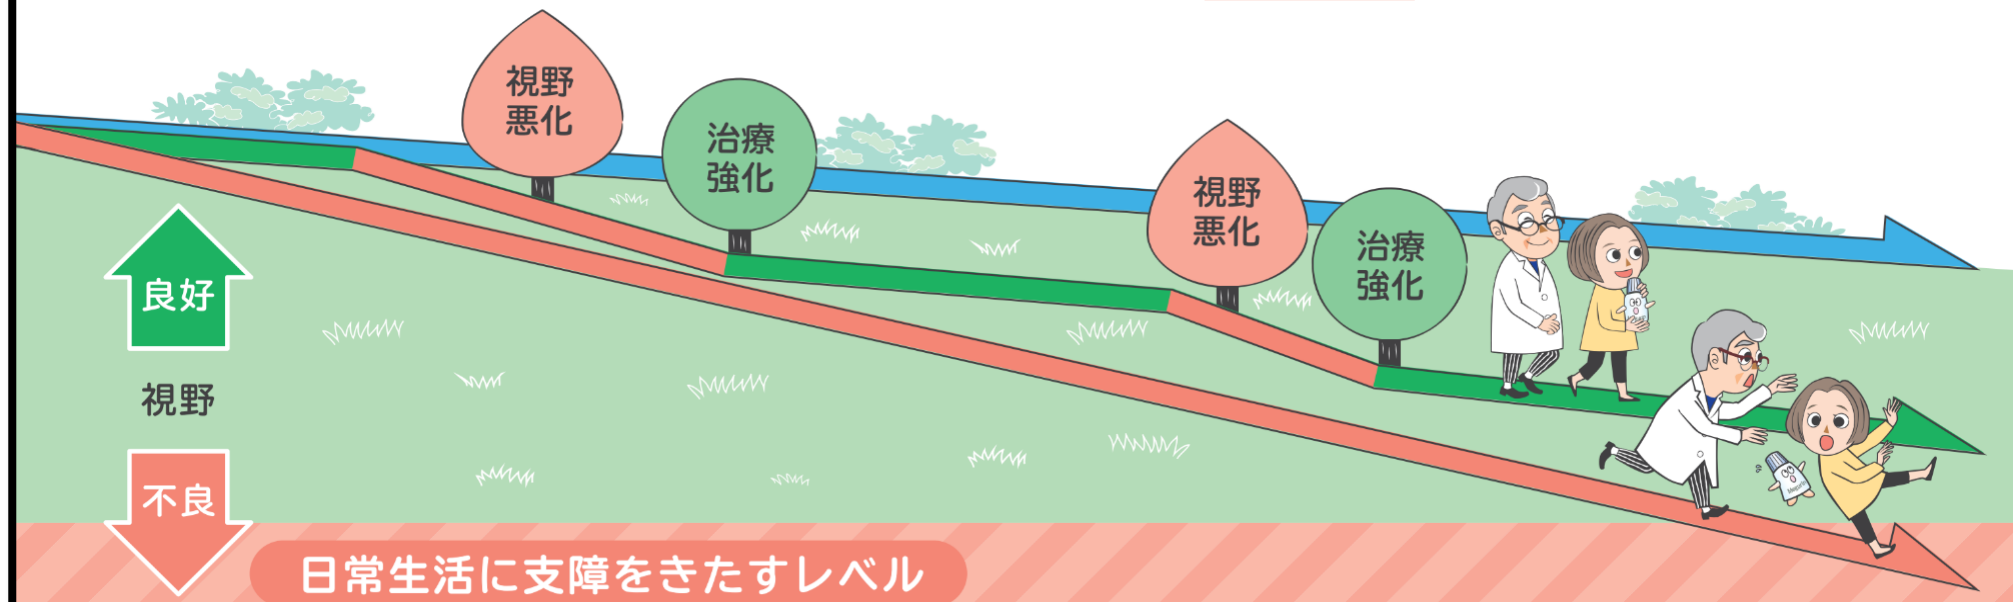 視野
悪化
治療
強化
視野
悪化
治療
強化
良好
視野
不良
日常生活に支障をきたすレベル